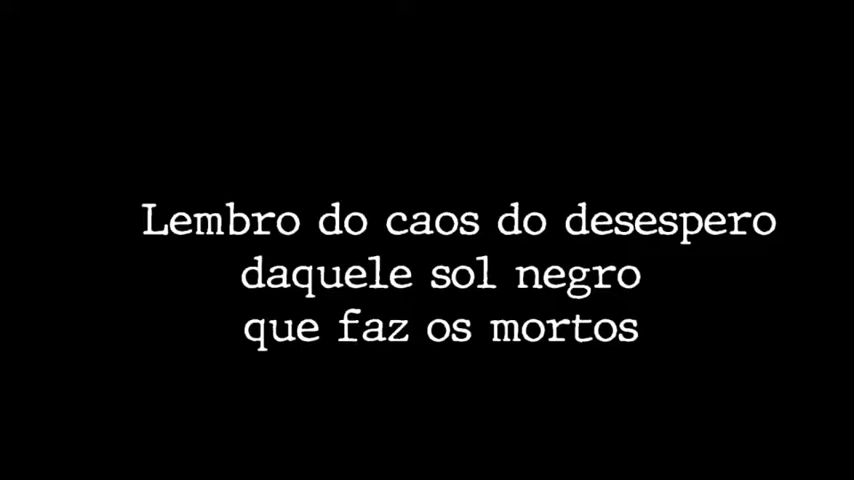 Lembro do caos do desespero
daquele sol negro
que faz os mortos